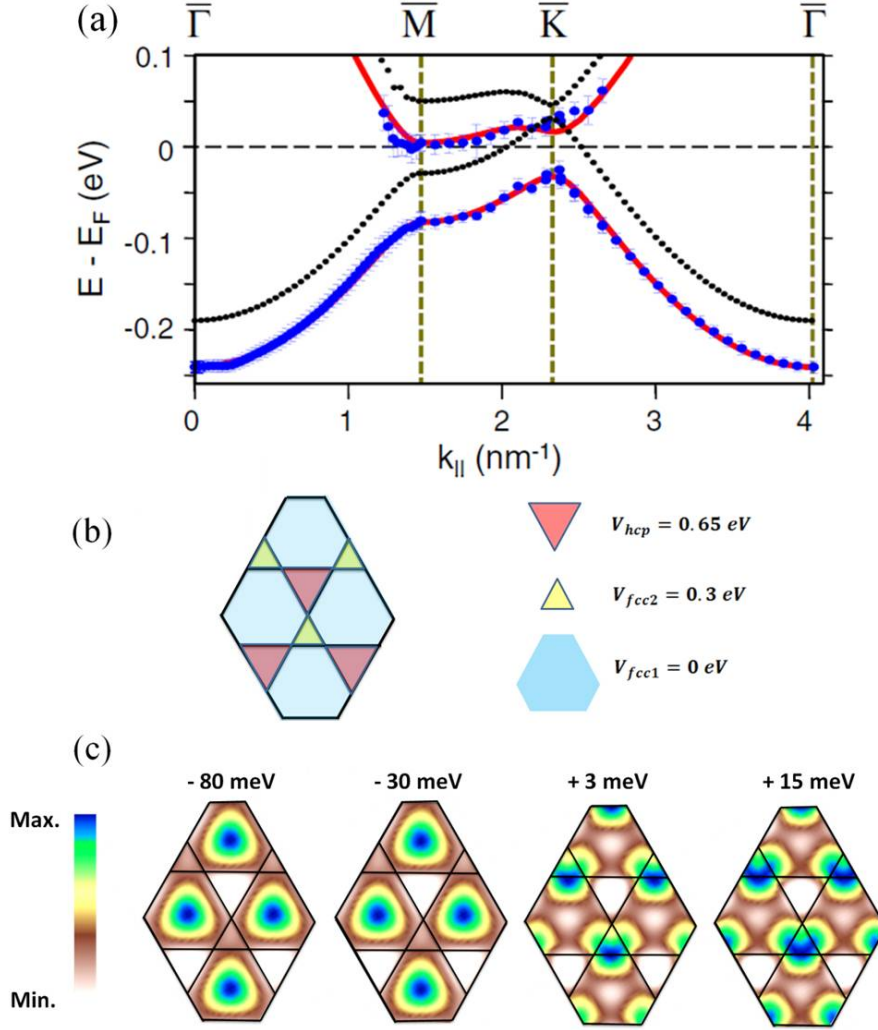 (a)
Γ̅ M̅ K̅ Γ̅
0.1
0
-0.1
-0.2
E - E_F (eV)
0 1 2 3 4
k_|| (nm⁻¹)
(b)
V_hcp = 0.65 eV
V_fcc2 = 0.3 eV
V_fcc1 = 0 eV
(c)
- 80 meV - 30 meV + 3 meV + 15 meV
Max.
Min.